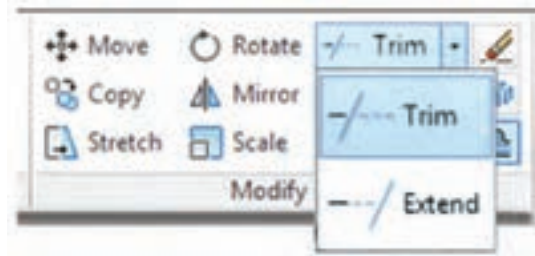 Move Rotate Trim
Copy Mirror Trim
Stretch Scale
Modify Extend